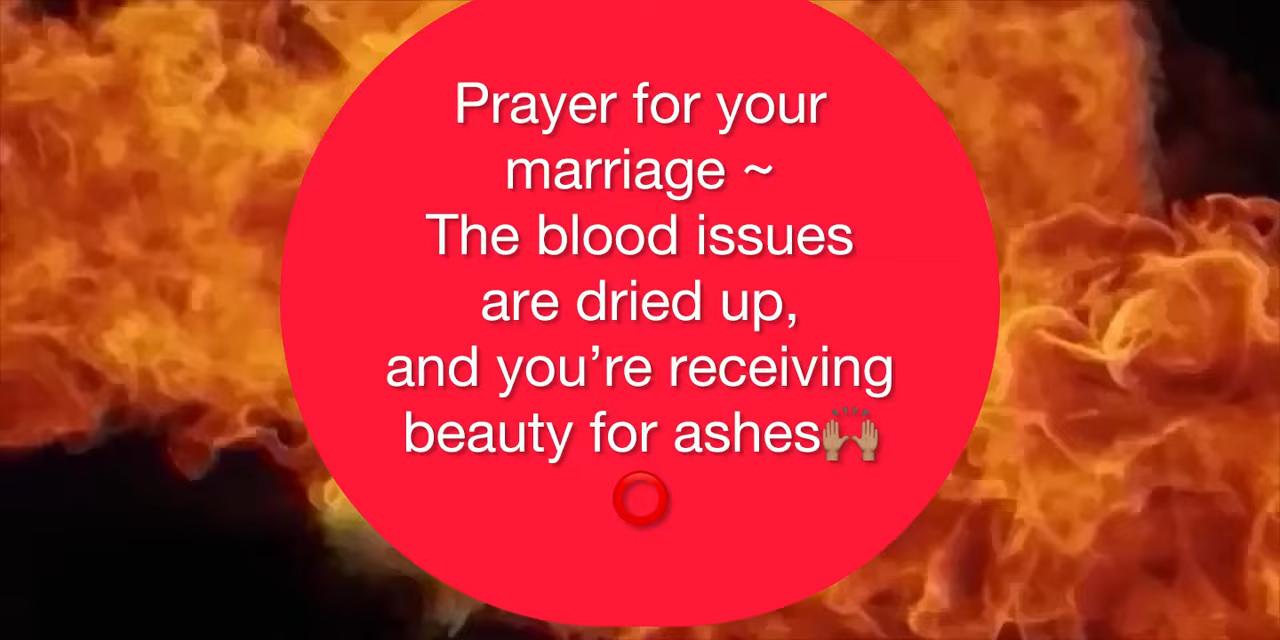 Prayer for your
marriage ~
The blood issues
are dried up,
and you’re receiving
beauty for ashes🙌🏽
⭕